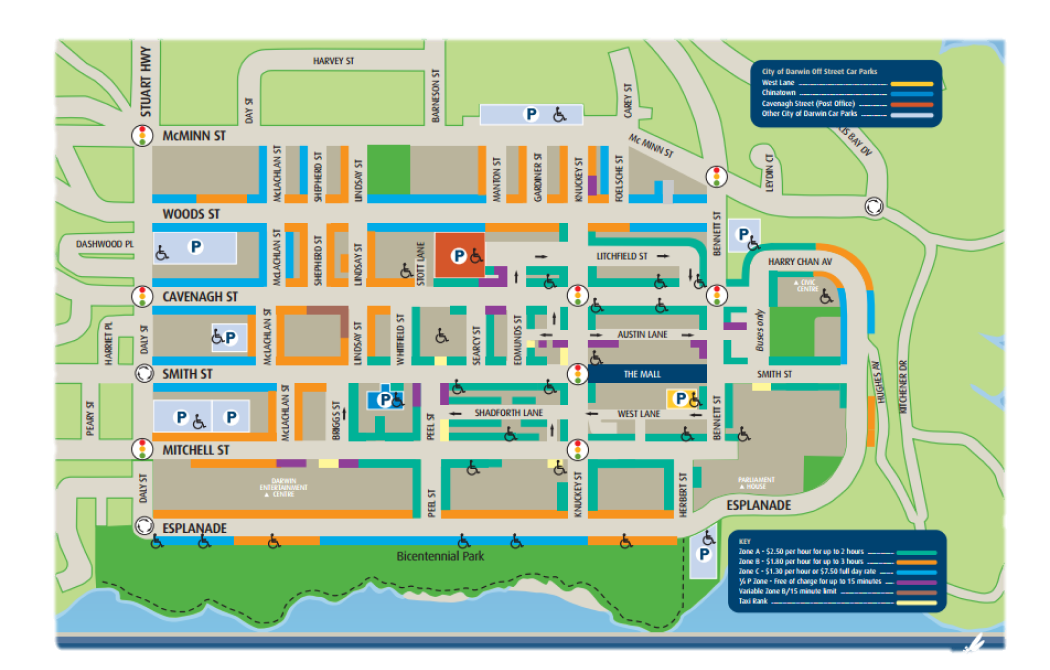 HARVEY ST
STUART HWY
DAY ST
BARNESON ST
CAREY ST
City of Darwin Off Street Car Parks
West Lane
Chinatown
Cavenagh Street (Post Office)
Other City of Darwin Car Parks
P
McMINN ST
Mc MINN ST
BAY DV
LEYDIN CT
McLACHLAN ST
SHEPHERD ST
LINDSAY ST
MANTON ST
GARDINER St
KNUCKEY ST
FOELSCHE ST
WOODS ST
BENNETT ST
DASHWOOD PL
P
McLACHLAN ST
SHEPHERD ST
LINDSAY ST
STOTT LANE
P
LITCHFIELD ST
P
HARRY CHAN AV
CIVIC
CENTRE
CAVENAGH ST
HARRIET PL
DALY ST
P
McLACHLAN ST
LINDSAY ST
WHITFIELD ST
SEARCY ST
EDMUNDS ST
AUSTIN LANE
Buses only
SMITH ST
THE MALL
SMITH ST
HUGHES AV
KITCHENER DR
PEARY ST
P
P
McLACHLAN ST
BRIGGS ST
P
PEEL ST
SHADFORTH LANE
WEST LANE
P
BENNETT ST
MITCHELL ST
DALY ST
DARWIN
ENTERTAINMENT
CENTRE
PEEL ST
KNUCKEY ST
HERBERT ST
PARLIAMENT
HOUSE
ESPLANADE
ESPLANADE
Bicentennial Park
P
KEY
Zone A - $2.50 per hour for up to 2 hours
Zone B - $1.80 per hour for up to 3 hours
Zone C - $1.30 per hour or $7.50 full day rate
¼ P Zone - Free of charge for up to 15 minutes
Variable Zone B/15 minute limit
Taxi Rank